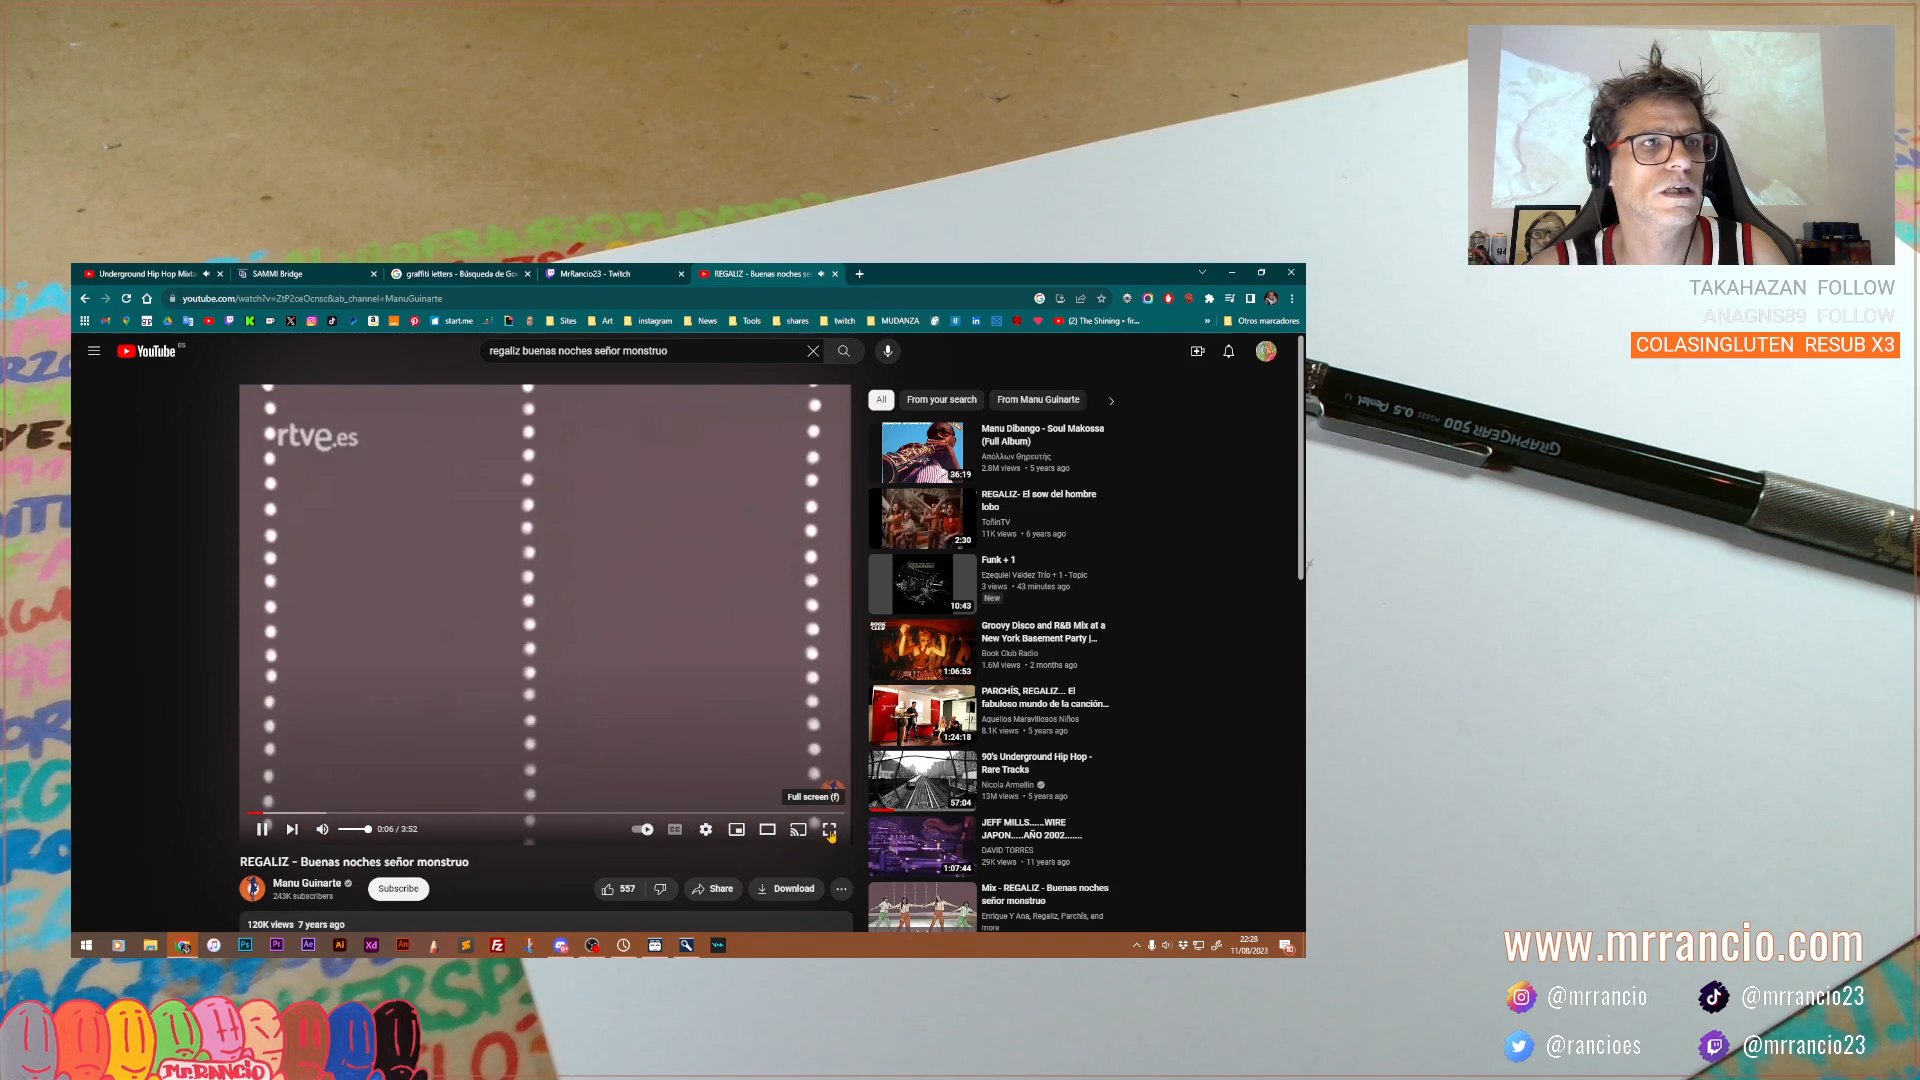 TAKAHAZAN FOLLOW
ANAGNS89 FOLLOW
COLASINGLUTEN RESUB X3
Underground Hip Hop Mixta
SAMMI Bridge
graffiti letters - Búsqueda de Go
MrRancio23 - Twitch
REGALIZ - Buenas noches se
youtube.com/watch?v=ZtP2ceOcnsc&ab_channel=ManuGuinarte
start.me
Sites
Art
instagram
News
Tools
shares
twitch
MUDANZA
(2) The Shining • fir...
Otros marcadores
YouTube ES
regaliz buenas noches señor monstruo
rtve.es
All
From your search
From Manu Guinarte
Manu Dibango - Soul Makossa
(Full Album)
Απόλλων Θηρευτής
2.8M views • 5 years ago
36:19
REGALIZ- El sow del hombre
lobo
ToñinTV
11K views • 6 years ago
2:30
Funk + 1
Ezequiel Valdez Trío + 1 - Topic
3 views • 43 minutes ago
New
10:43
BOOK CLUB
Groovy Disco and R&B Mix at a
New York Basement Party |...
Book Club Radio
1.6M views • 2 months ago
1:06:53
PARCHÍS, REGALIZ... El
fabuloso mundo de la canción...
Aquellos Maravillosos Niños
8.1K views • 5 years ago
1:24:18
90's Underground Hip Hop -
Rare Tracks
Nicola Armellin
13M views • 5 years ago
57:04
JEFF MILLS......WIRE
JAPON.....AÑO 2002.......
DAVID TORRES
29K views • 11 years ago
1:07:44
Mix - REGALIZ - Buenas noches
señor monstruo
Enrique Y Ana, Regaliz, Parchís, and
more
Full screen (f)
0:06 / 3:52
REGALIZ - Buenas noches señor monstruo
Manu Guinarte
243K subscribers
Subscribe
557
Share
Download
120K views 7 years ago
22:28
11/08/2023
GRAPHGEAR 500 PG525 0.5 Pentel
www.mrrancio.com
@mrrancio
@mrrancio23
@rancioes
@mrrancio23
Mr.RANCIO